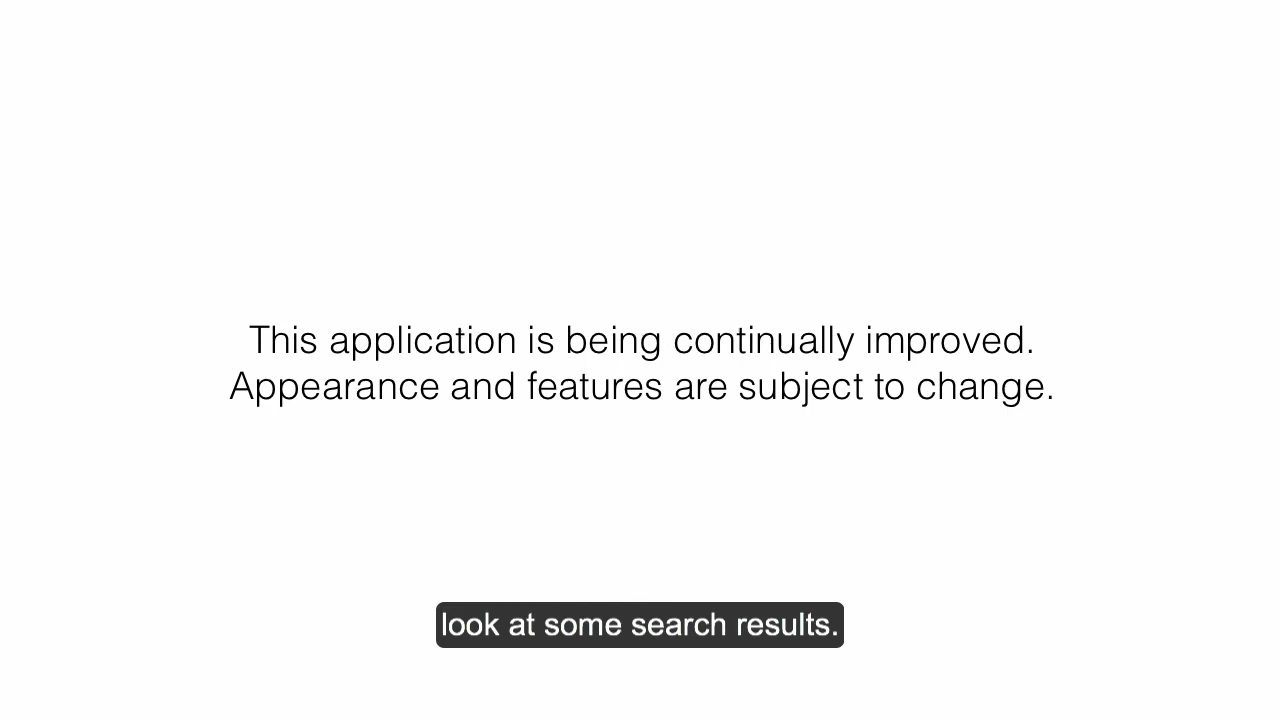 This application is being continually improved.
Appearance and features are subject to change.
look at some search results.